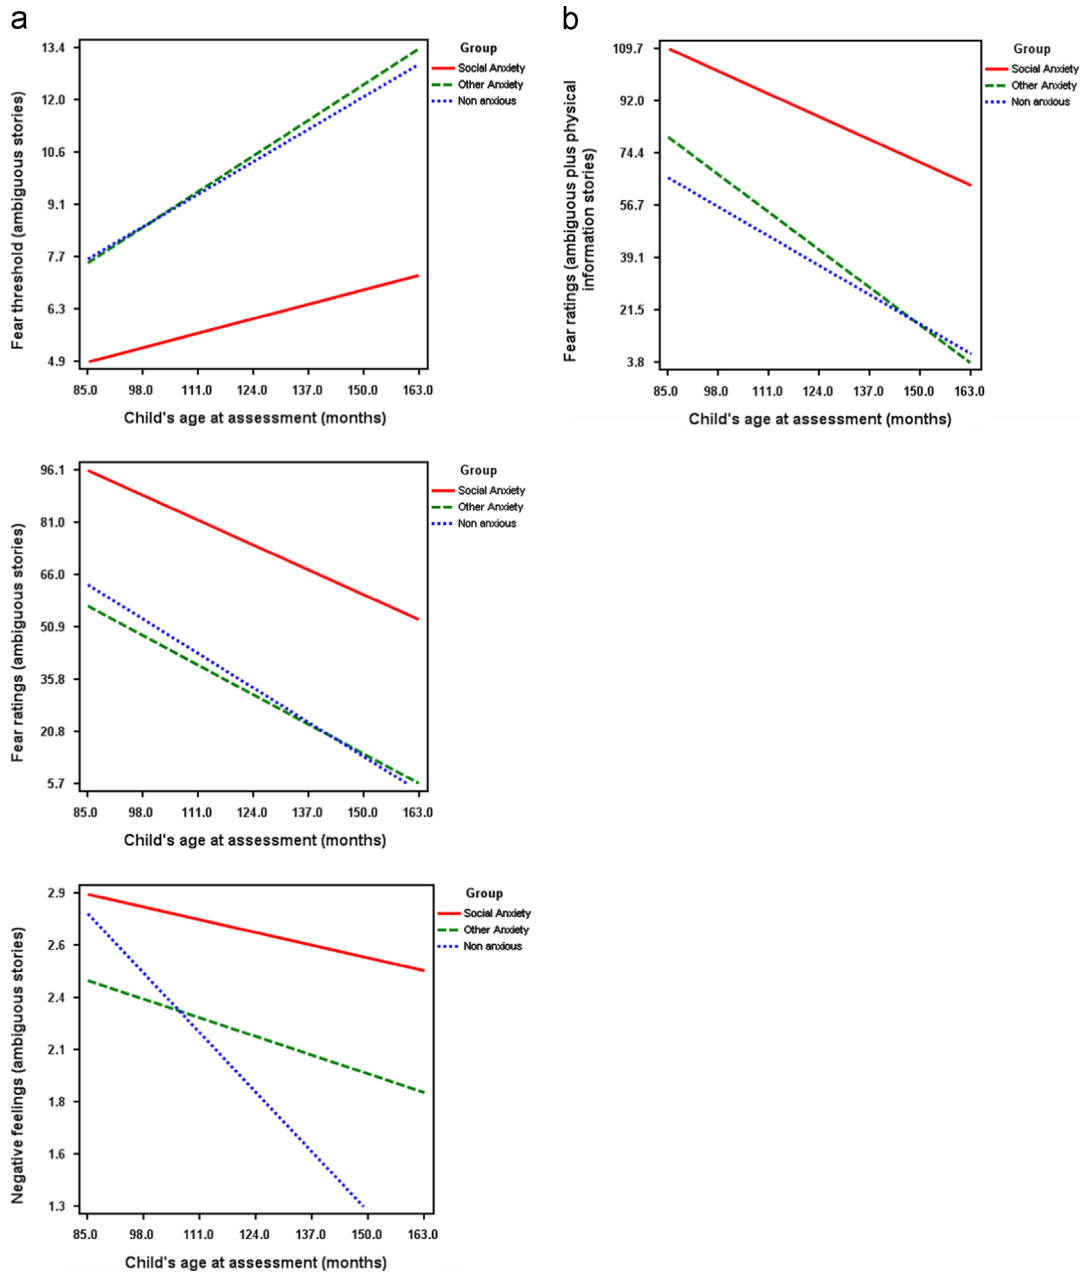 a
Fear threshold (ambiguous stories)
13.4
12.0
10.6
9.1
7.7
6.3
4.9
85.0 98.0 111.0 124.0 137.0 150.0 163.0
Child's age at assessment (months)
Group
Social Anxiety
Other Anxiety
Non anxious
b
Fear ratings (ambiguous plus physical
information stories)
109.7
92.0
74.4
56.7
39.1
21.5
3.8
85.0 98.0 111.0 124.0 137.0 150.0 163.0
Child's age at assessment (months)
Group
Social Anxiety
Other Anxiety
Non anxious
Fear ratings (ambiguous stories)
96.1
81.0
66.0
50.9
35.8
20.8
5.7
85.0 98.0 111.0 124.0 137.0 150.0 163.0
Child's age at assessment (months)
Group
Social Anxiety
Other Anxiety
Non anxious
Negative feelings (ambiguous stories)
2.9
2.6
2.4
2.1
1.8
1.6
1.3
85.0 98.0 111.0 124.0 137.0 150.0 163.0
Child's age at assessment (months)
Group
Social Anxiety
Other Anxiety
Non anxious